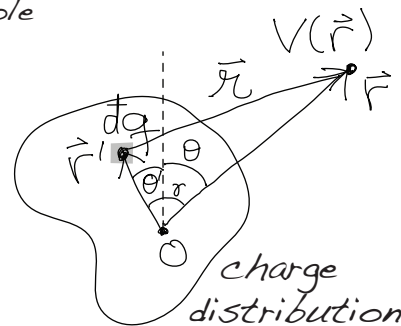 ole
V(r⃗)
r⃗
𝓇⃗
dq
r⃗'
θ
θ'
γ
O
charge
distribution